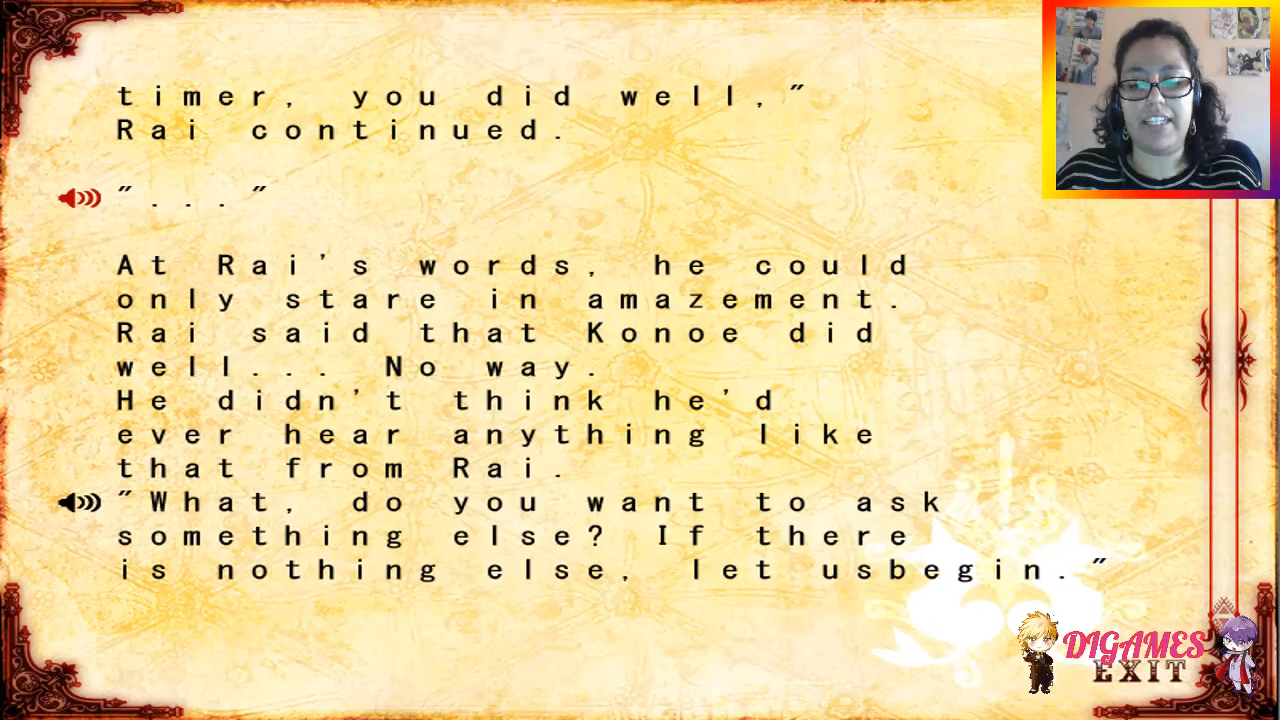 timer, you did well,"
Rai continued.
"..."
At Rai's words, he could
only stare in amazement.
Rai said that Konoe did
well... No way.
He didn't think he'd
ever hear anything like
that from Rai.
"What, do you want to ask
something else? If there
is nothing else, let usbegin."
DIGAMES
EXIT